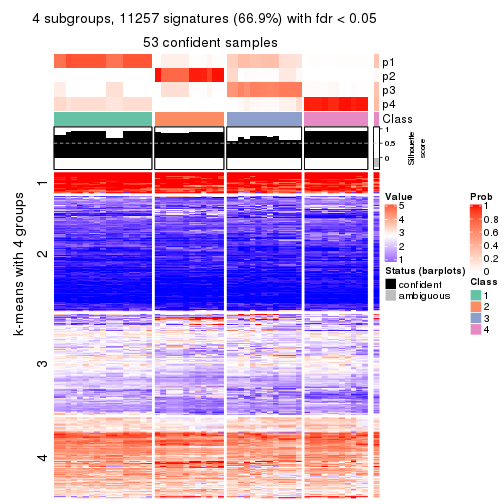 4 subgroups, 11257 signatures (66.9%) with fdr < 0.05
53 confident samples
p1
p2
p3
p4
Class
1
0.5
0
Silhouette
score
k-means with 4 groups
1
2
3
4
Value
5
4
3
2
1
Status (barplots)
confident
ambiguous
Prob
1
0.8
0.6
0.4
0.2
0
Class
1
2
3
4